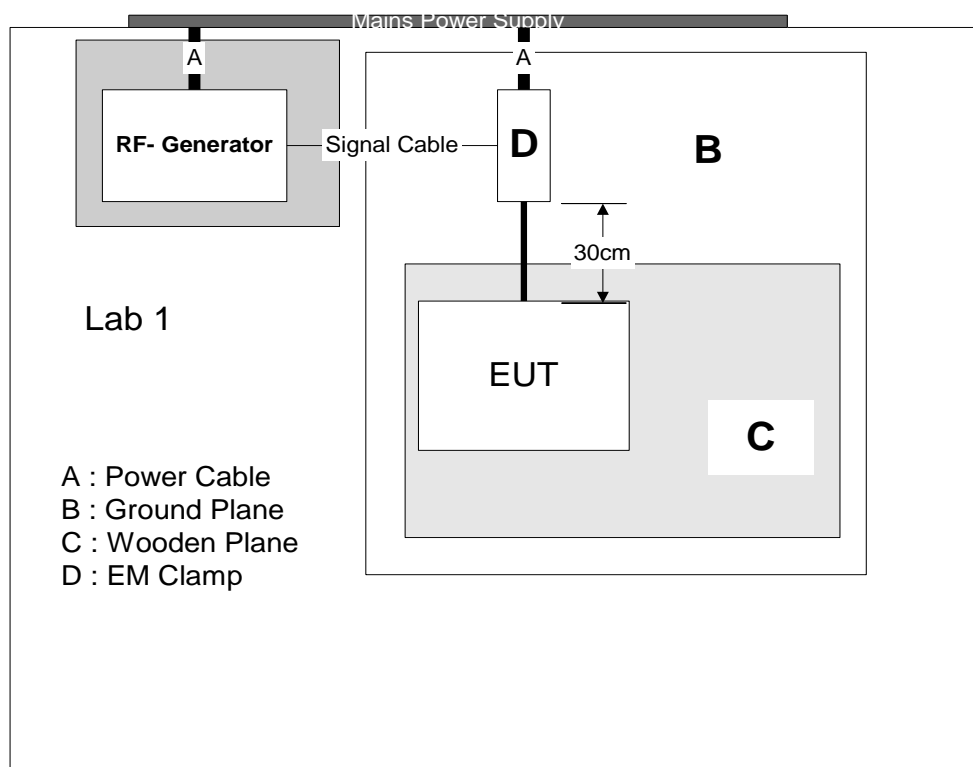 Mains Power Supply
A
A
RF- Generator
Signal Cable
D
B
30cm
Lab 1
EUT
C
A : Power Cable
B : Ground Plane
C : Wooden Plane
D : EM Clamp